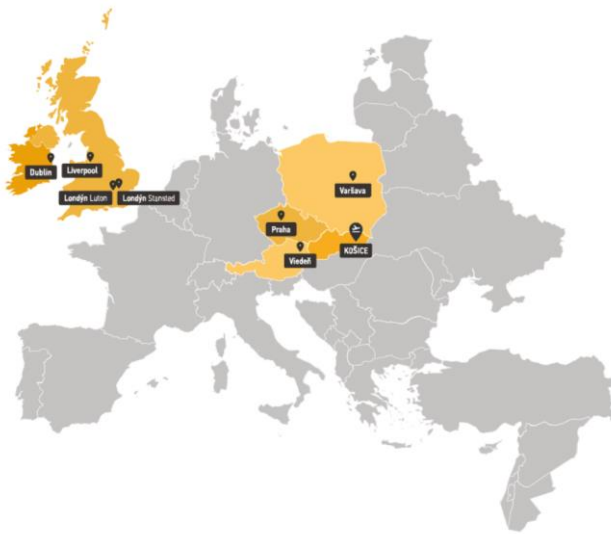 Varšava
Dublin
Liverpool
Londýn Luton
Londýn Stansted
Praha
KOŠICE
Viedeň